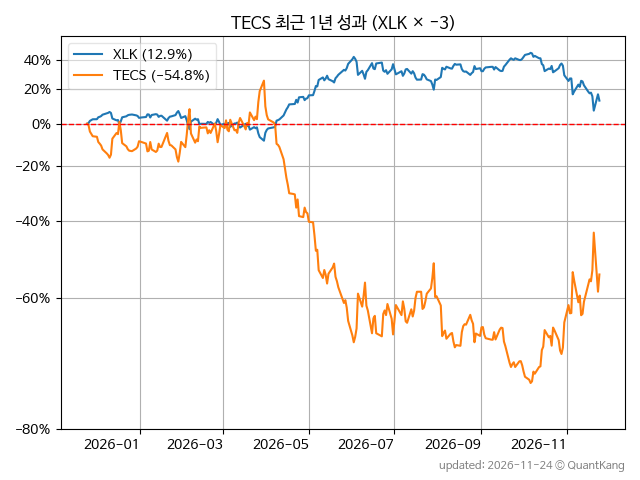 TECS 최근 1년 성과 (XLK × −3)
XLK (12.9%)
TECS (−54.8%)
40%
20%
0%
−20%
−40%
−60%
−80%
2026-01 2026-03 2026-05 2026-07 2026-09 2026-11
updated: 2026-11-24 © QuantKang